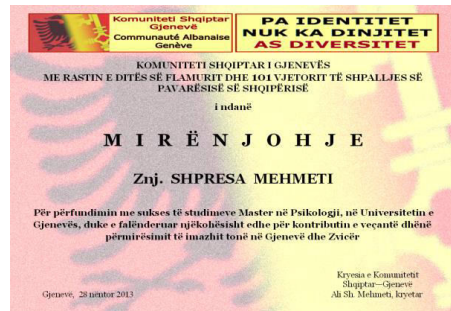 Komuniteti Shqiptar
Gjenevë
Communauté Albanaise
Genève
PA IDENTITET
NUK KA DINJITET
AS DIVERSITET
KOMUNITETI SHQIPTAR I GJENEVËS
ME RASTIN E DITËS SË FLAMURIT DHE 101 VJETORIT TË SHPALLJES SË
PAVARËSISË SË SHQIPËRISË
i ndanë
MIRËNJOHJE
Znj. SHPRESA MEHMETI
Për përfundimin me sukses të studimeve Master në Psikologji, në Universitetin e
Gjenevës, duke e falënderuar njëkohësisht edhe për kontributin e veçantë dhënë
përmirësimit të imazhit tonë në Gjenevë dhe Zvicër
Kryesia e Komunitetit
Shqiptar—Gjenevë
Gjenevë, 28 nëntor 2013
Ali Sh. Mehmeti, kryetar